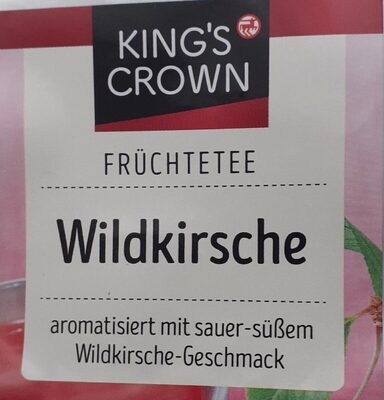 KING'S
CROWN
FRÜCHTETEE
Wildkirsche
aromatisiert mit sauer-süßem
Wildkirsche-Geschmack